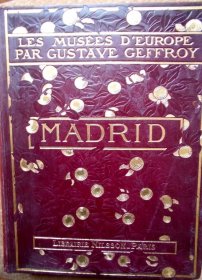 LES MUSÉES D'EUROPE
PAR GUSTAVE GEFFROY
MADRID
LIBRAIRIE NILSSON, PARIS